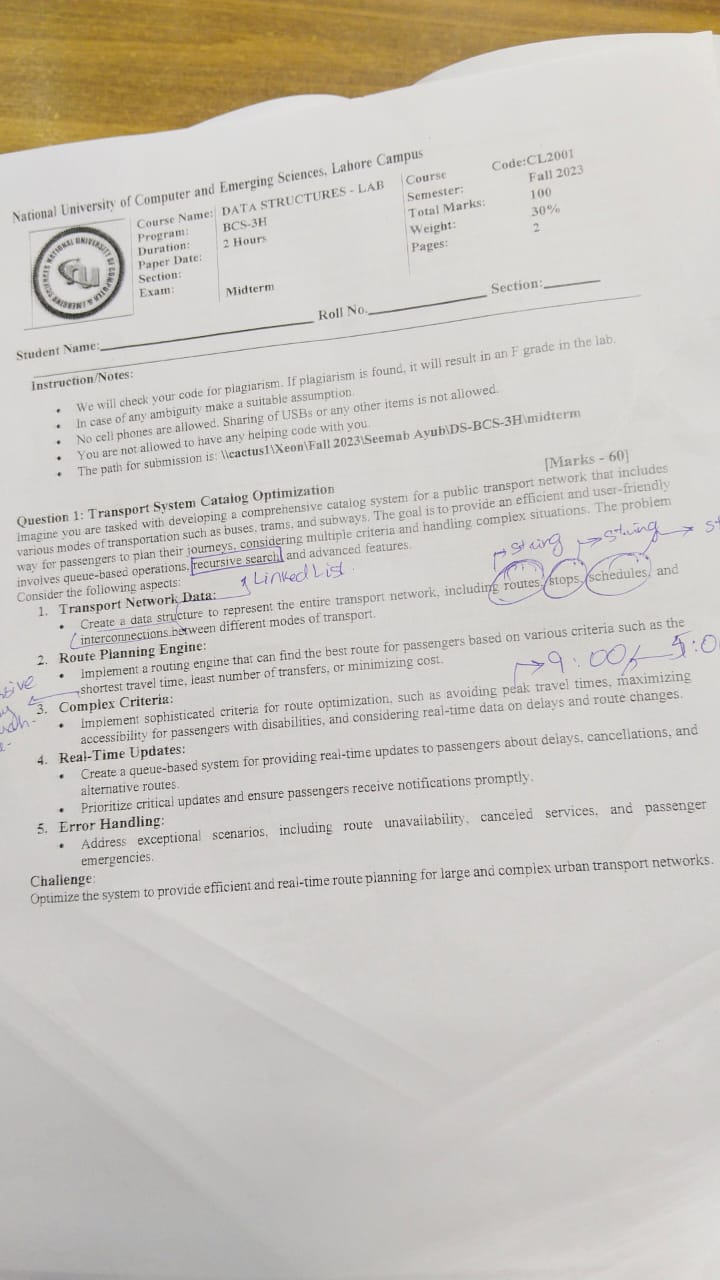 National University of Computer and Emerging Sciences, Lahore Campus
Course Name: DATA STRUCTURES - LAB Course Code:CL2001
Program: BCS-3H Semester: Fall 2023
Duration: 2 Hours Total Marks: 100
Paper Date: Weight: 30%
Section: Pages: 2
Exam: Midterm
Student Name: Roll No. Section:
Instruction/Notes:
• We will check your code for plagiarism. If plagiarism is found, it will result in an F grade in the lab.
• In case of any ambiguity make a suitable assumption.
• No cell phones are allowed. Sharing of USBs or any other items is not allowed.
• You are not allowed to have any helping code with you.
• The path for submission is: \\cactus1\Xeon\Fall 2023\Seemab Ayub\DS-BCS-3H\midterm
Question 1: Transport System Catalog Optimization [Marks - 60]
Imagine you are tasked with developing a comprehensive catalog system for a public transport network that includes
various modes of transportation such as buses, trams, and subways. The goal is to provide an efficient and user-friendly
way for passengers to plan their journeys, considering multiple criteria and handling complex situations. The problem
involves queue-based operations, recursive search, and advanced features.
Consider the following aspects:
Linked List.
string string st
1. Transport Network Data:
• Create a data structure to represent the entire transport network, including routes, stops, schedules, and
interconnections between different modes of transport.
2. Route Planning Engine:
• Implement a routing engine that can find the best route for passengers based on various criteria such as the
shortest travel time, least number of transfers, or minimizing cost.
9:00
3. Complex Criteria:
• Implement sophisticated criteria for route optimization, such as avoiding peak travel times, maximizing
accessibility for passengers with disabilities, and considering real-time data on delays and route changes.
4. Real-Time Updates:
• Create a queue-based system for providing real-time updates to passengers about delays, cancellations, and
alternative routes.
• Prioritize critical updates and ensure passengers receive notifications promptly.
5. Error Handling:
• Address exceptional scenarios, including route unavailability, canceled services, and passenger
emergencies.
Challenge:
Optimize the system to provide efficient and real-time route planning for large and complex urban transport networks.